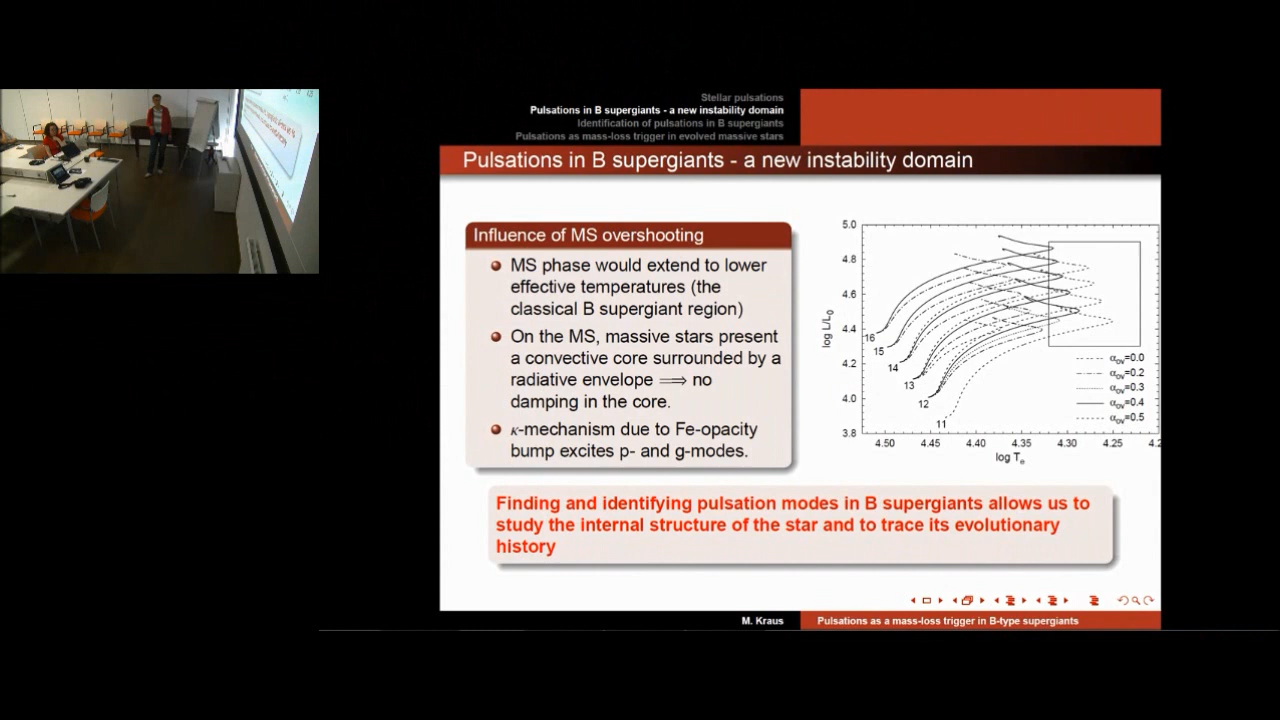 Stellar pulsations
Pulsations in B supergiants - a new instability domain
Identification of pulsations in B supergiants
Pulsations as mass-loss trigger in evolved massive stars
Pulsations in B supergiants - a new instability domain
Influence of MS overshooting
MS phase would extend to lower
effective temperatures (the
classical B supergiant region)
On the MS, massive stars present
a convective core surrounded by a
radiative envelope ⟹ no
damping in the core.
κ-mechanism due to Fe-opacity
bump excites p- and g-modes.
5.0
4.8
4.6
4.4
4.2
4.0
3.8
log L/L₀
16
15
14
13
12
11
α_ov=0.0
α_ov=0.2
α_ov=0.3
α_ov=0.4
α_ov=0.5
4.50 4.45 4.40 4.35 4.30 4.25 4.2
log Tₑ
Finding and identifying pulsation modes in B supergiants allows us to
study the internal structure of the star and to trace its evolutionary
history
M. Kraus
Pulsations as a mass-loss trigger in B-type supergiants